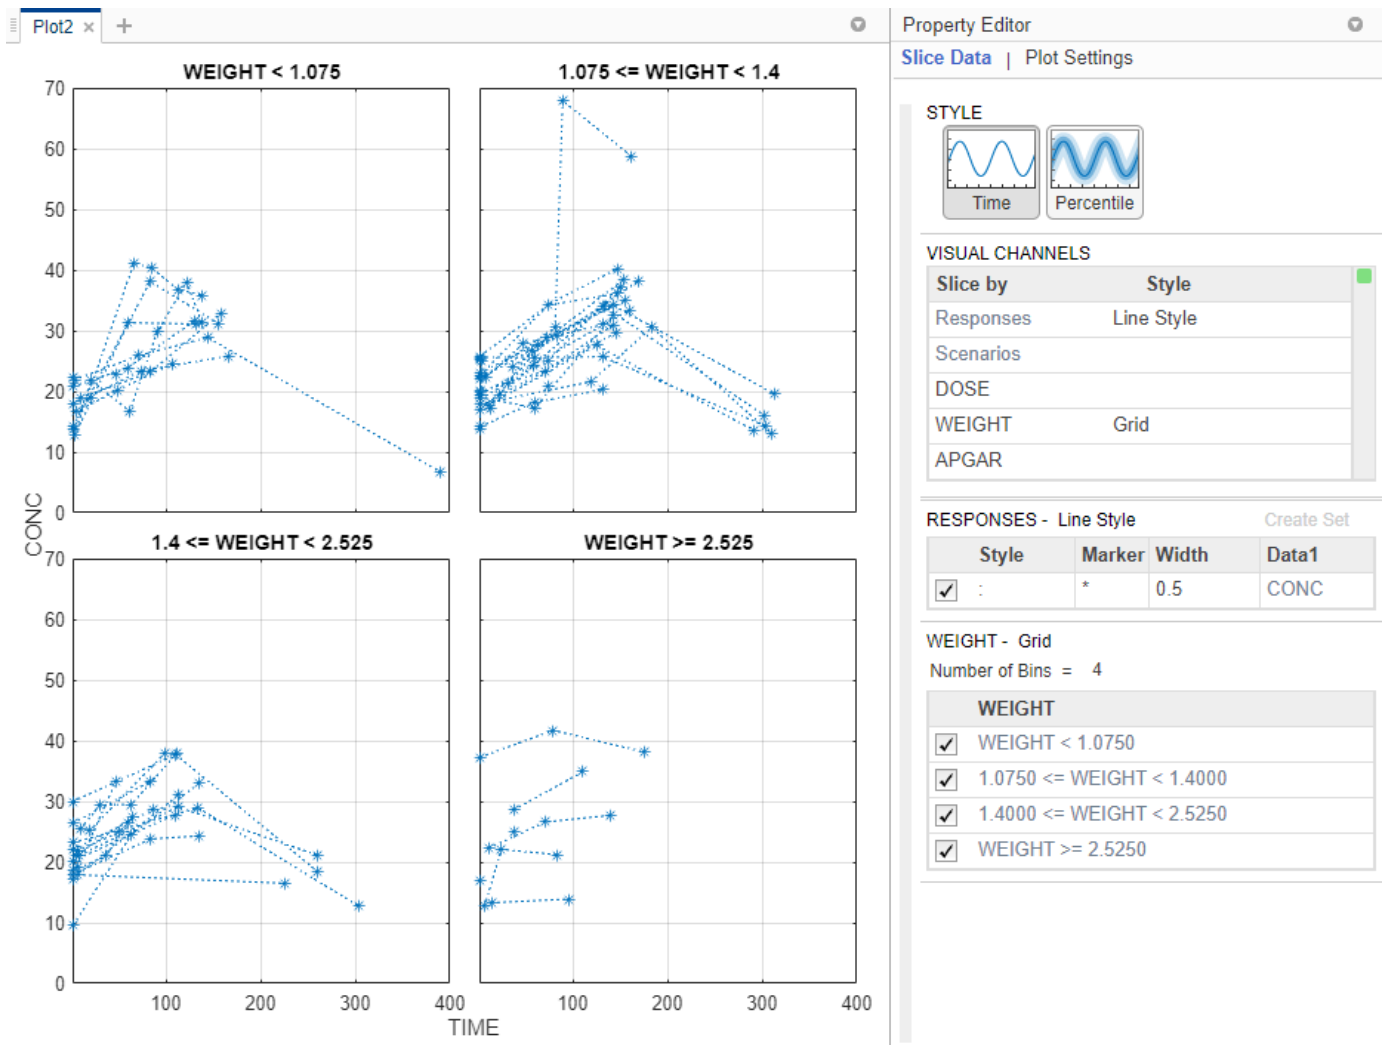 Plot2 × +
WEIGHT < 1.075
1.075 <= WEIGHT < 1.4
70
60
50
40
30
20
10
0
CONC
1.4 <= WEIGHT < 2.525
WEIGHT >= 2.525
70
60
50
40
30
20
10
0
100 200 300 400
100 200 300 400
TIME
Property Editor
Slice Data | Plot Settings
STYLE
Time Percentile
VISUAL CHANNELS
Slice by Style
Responses Line Style
Scenarios
DOSE
WEIGHT Grid
APGAR
RESPONSES - Line Style Create Set
Style Marker Width Data1
: * 0.5 CONC
WEIGHT - Grid
Number of Bins = 4
WEIGHT
WEIGHT < 1.0750
1.0750 <= WEIGHT < 1.4000
1.4000 <= WEIGHT < 2.5250
WEIGHT >= 2.5250